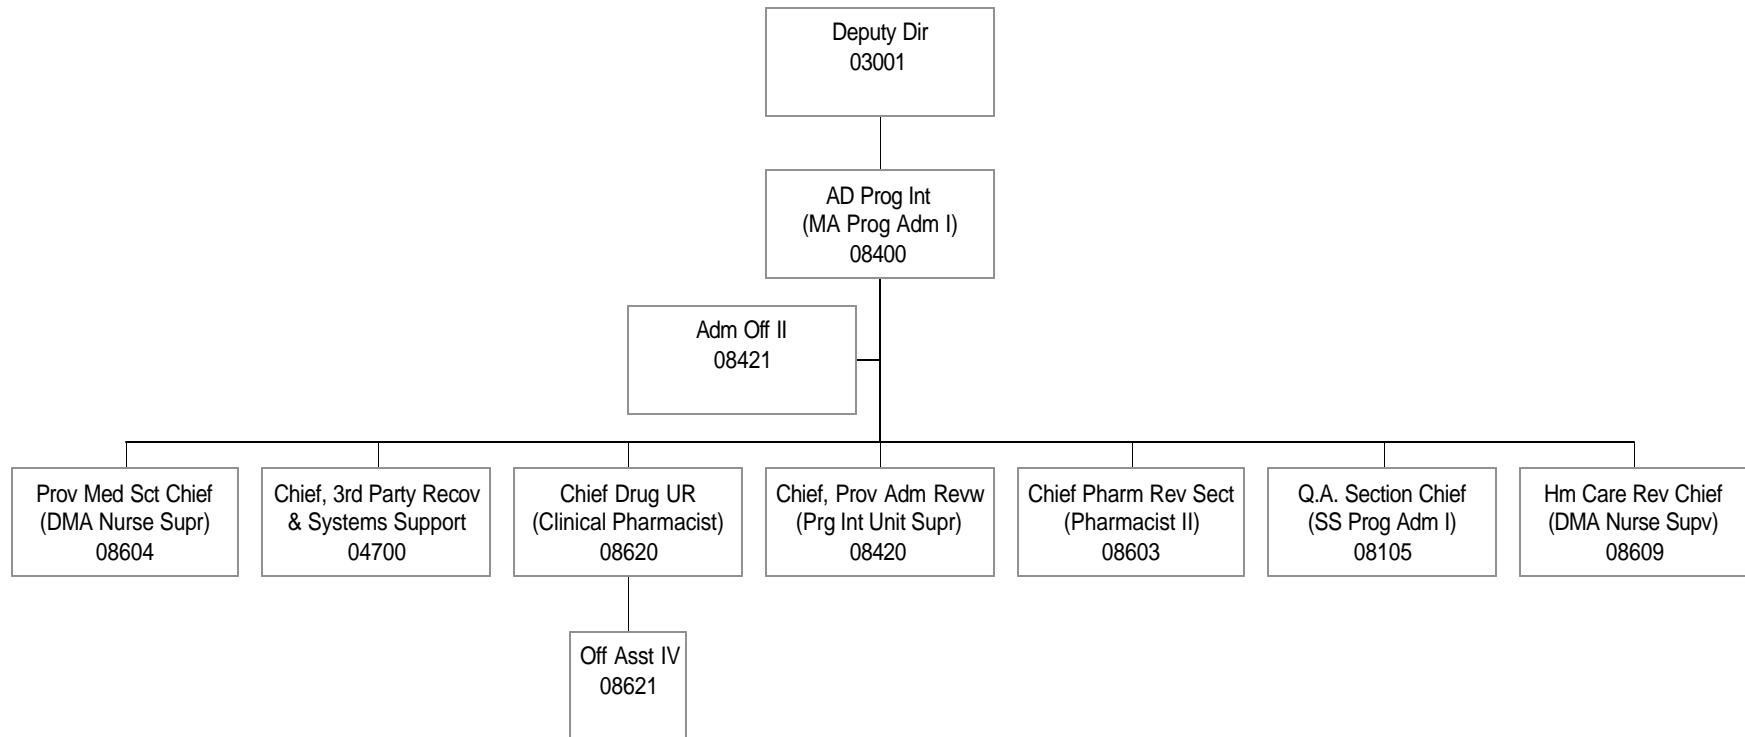 Deputy Dir
03001
AD Prog Int
(MA Prog Adm I)
08400
Adm Off II
08421
Prov Med Sct Chief
(DMA Nurse Supr)
08604
Chief, 3rd Party Recov
& Systems Support
04700
Chief Drug UR
(Clinical Pharmacist)
08620
Chief, Prov Adm Revw
(Prg Int Unit Supr)
08420
Chief Pharm Rev Sect
(Pharmacist II)
08603
Q.A. Section Chief
(SS Prog Adm I)
08105
Hm Care Rev Chief
(DMA Nurse Supv)
08609
Off Asst IV
08621